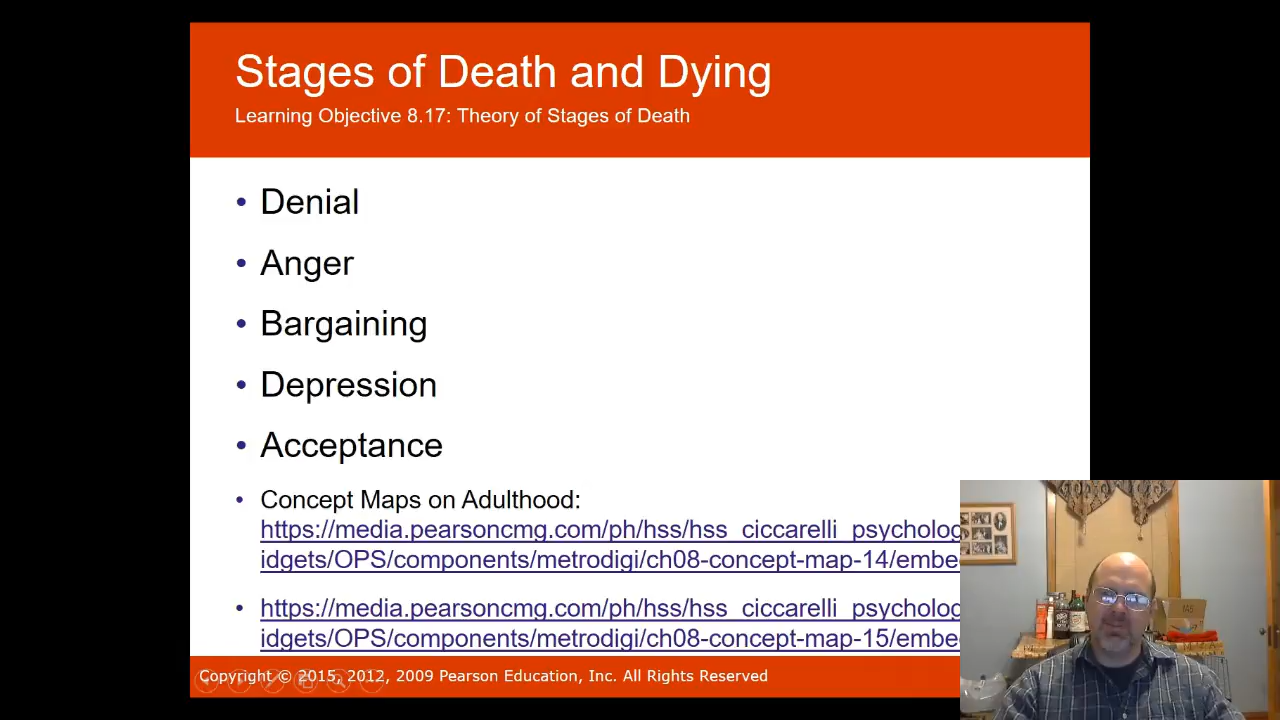 Stages of Death and Dying
Learning Objective 8.17: Theory of Stages of Death
• Denial
• Anger
• Bargaining
• Depression
• Acceptance
• Concept Maps on Adulthood:
https://media.pearsoncmg.com/ph/hss/hss_ciccarelli_psycholog
idgets/OPS/components/metrodigi/ch08-concept-map-14/embe
• https://media.pearsoncmg.com/ph/hss/hss_ciccarelli_psycholog
idgets/OPS/components/metrodigi/ch08-concept-map-15/embe
Copyright © 2015, 2012, 2009 Pearson Education, Inc. All Rights Reserved